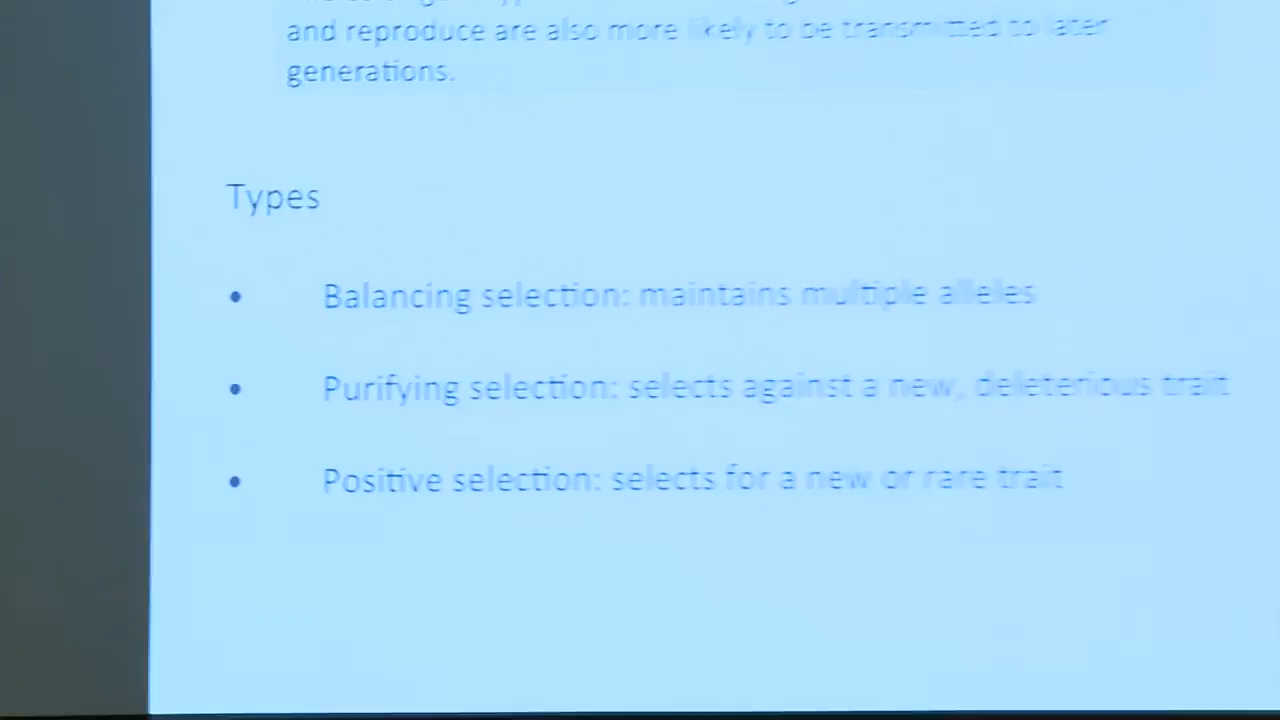 and reproduce are also more likely to be transmitted to later
generations.
Types
• Balancing selection: maintains multiple alleles
• Purifying selection: selects against a new, deleterious trait
• Positive selection: selects for a new or rare trait